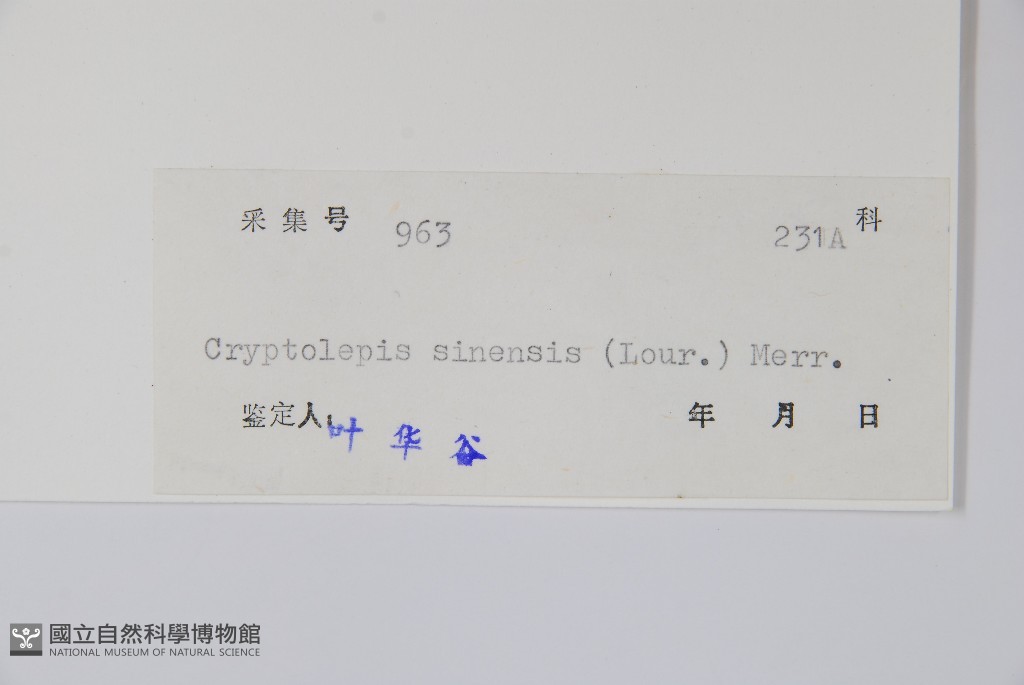 采集号 963 231A 科
Cryptolepis sinensis (Lour.) Merr.
鉴定人 叶华谷 年 月 日
國立自然科學博物館
NATIONAL MUSEUM OF NATURAL SCIENCE